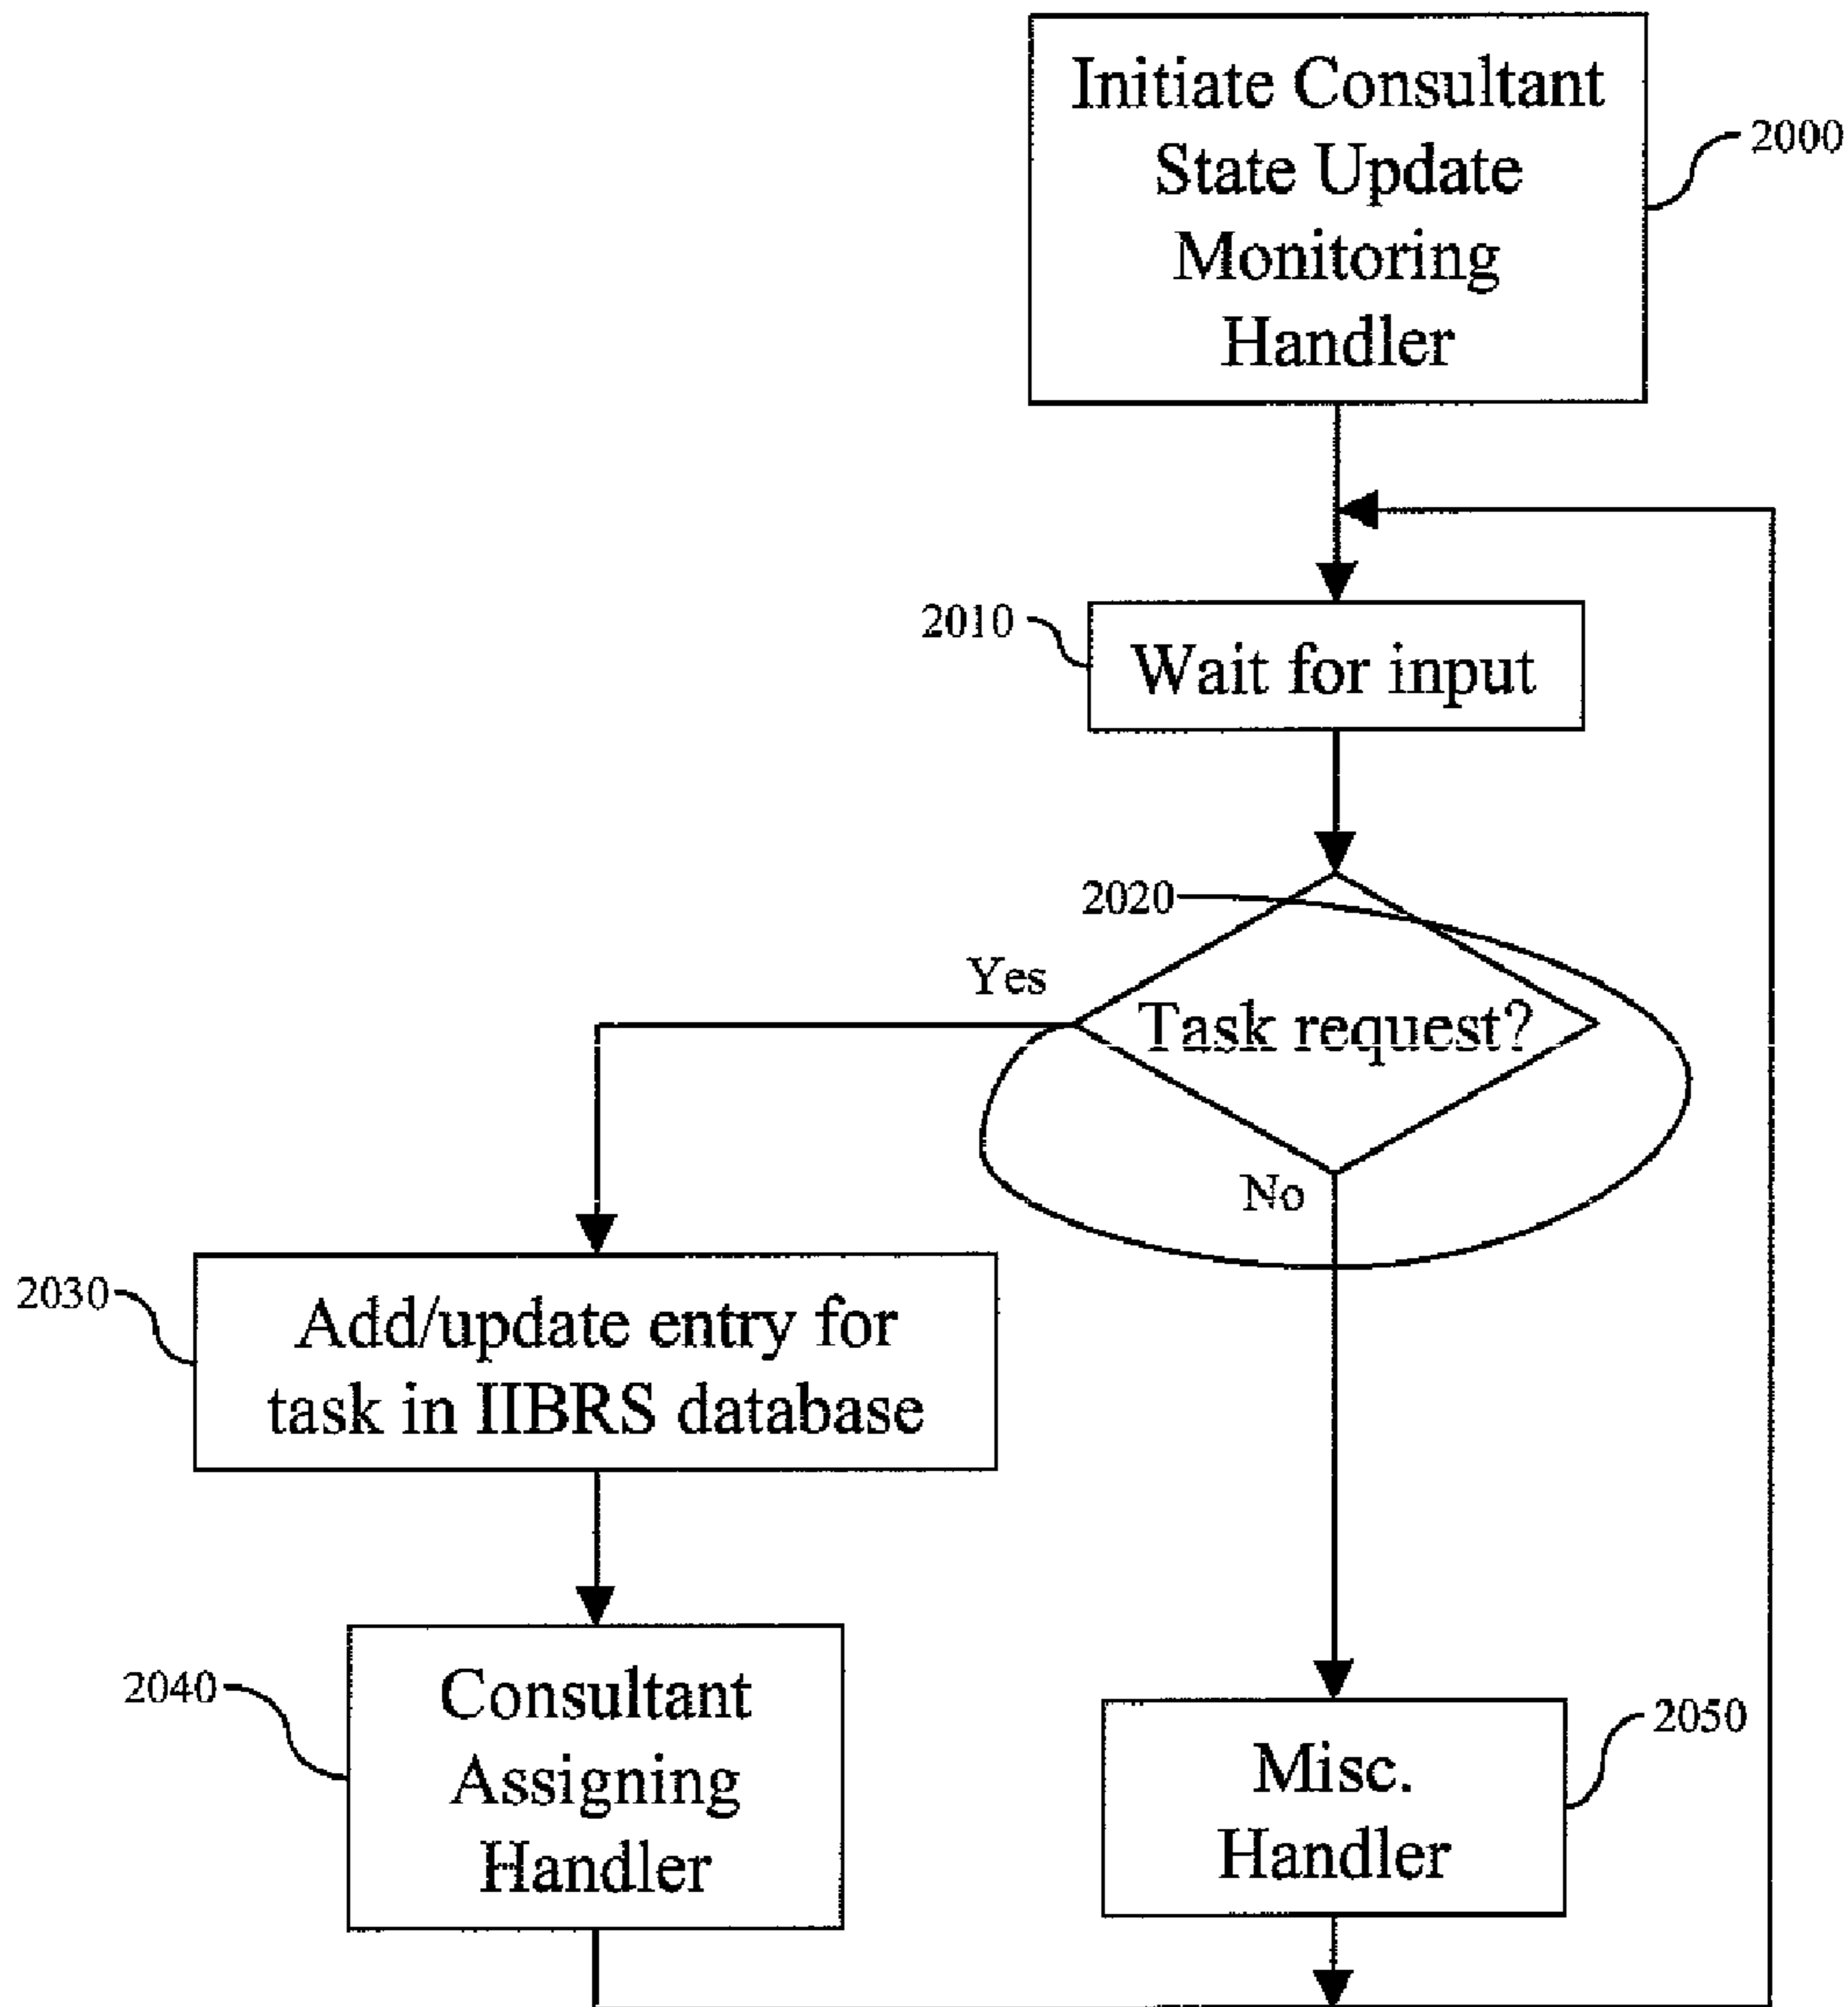 Initiate Consultant
State Update
Monitoring
Handler
2000
2010
Wait for input
2020
Yes
Task request?
No
2030
Add/update entry for
task in IIBRS database
2040
Consultant
Assigning
Handler
Misc.
Handler
2050